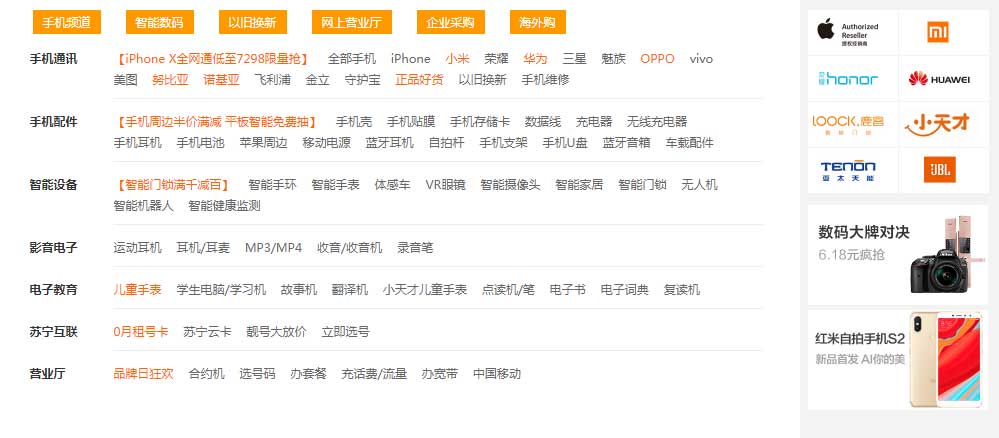 手机频道 智能数码 以旧换新 网上营业厅 企业采购 海外购
手机通讯 【iPhone X全网通低至7298限量抢】 全部手机 iPhone 小米 荣耀 华为 三星 魅族 OPPO vivo
美图 努比亚 诺基亚 飞利浦 金立 守护宝 正品好货 以旧换新 手机维修
手机配件 【手机周边半价满减 平板智能免费抽】 手机壳 手机贴膜 手机存储卡 数据线 充电器 无线充电器
手机耳机 手机电池 苹果周边 移动电源 蓝牙耳机 自拍杆 手机支架 手机U盘 蓝牙音箱 车载配件
智能设备 【智能门锁满千减百】 智能手环 智能手表 体感车 VR眼镜 智能摄像头 智能家居 智能门锁 无人机
智能机器人 智能健康监测
影音电子 运动耳机 耳机/耳麦 MP3/MP4 收音/收音机 录音笔
电子教育 儿童手表 学生电脑/学习机 故事机 翻译机 小天才儿童手表 点读机/笔 电子书 电子词典 复读机
苏宁互联 0月租号卡 苏宁云卡 靓号大放价 立即选号
营业厅 品牌日狂欢 合约机 选号码 办套餐 充话费/流量 办宽带 中国移动
Authorized
Reseller
授权经销商
mi
荣耀 honor
HUAWEI
LOOCK.鹿客
智能门锁
小天才
TENON
亚太天能
JBL
数码大牌对决
6.18元疯抢
Nikon
红米自拍手机S2
新品首发 AI你的美